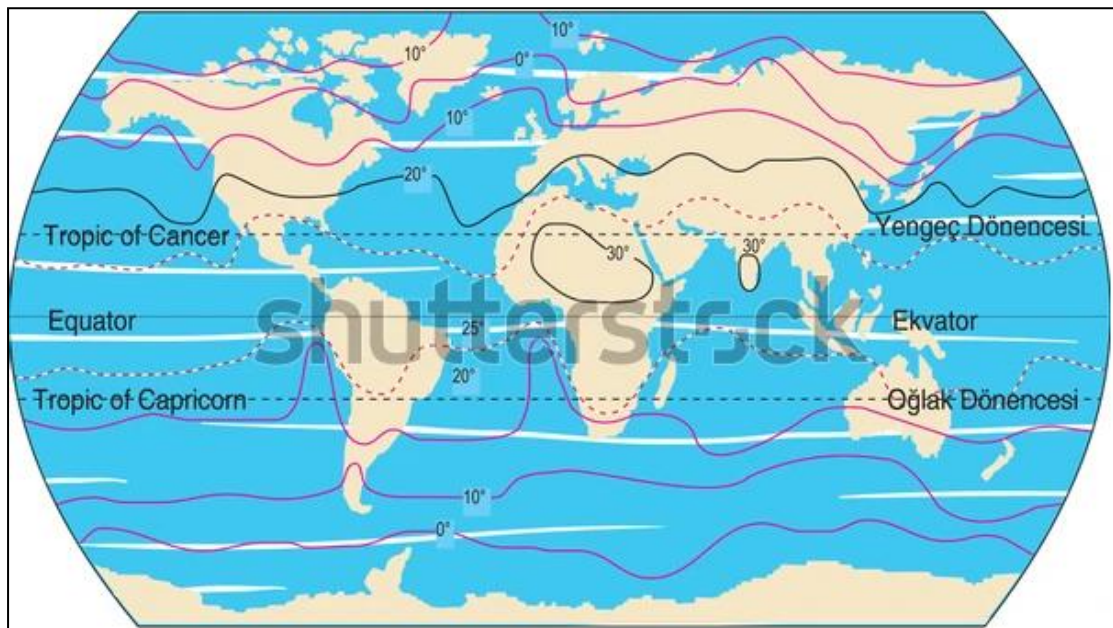 10°
10°
0°
10°
20°
Tropic of Cancer
Yengeç Dönencesi
30°
30°
shutterstock
Equator
25°
Ekvator
20°
Tropic of Capricorn
Oğlak Dönencesi
10°
0°